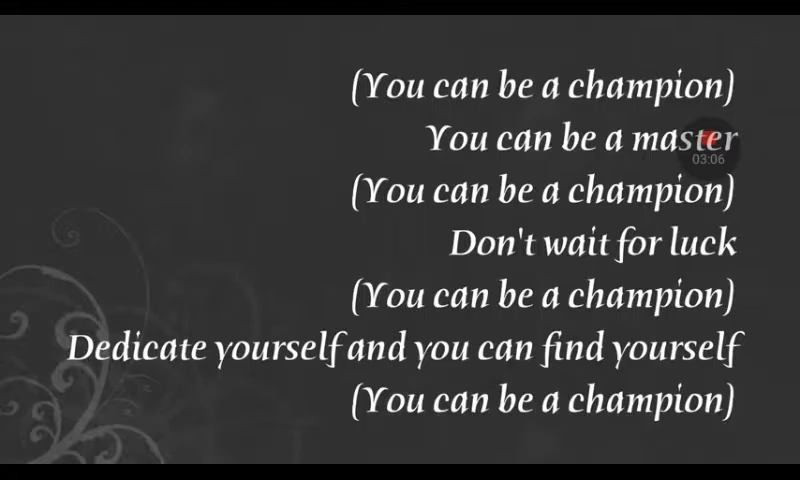 (You can be a champion)
You can be a master
03:06
(You can be a champion)
Don't wait for luck
(You can be a champion)
Dedicate yourself and you can find yourself
(You can be a champion)